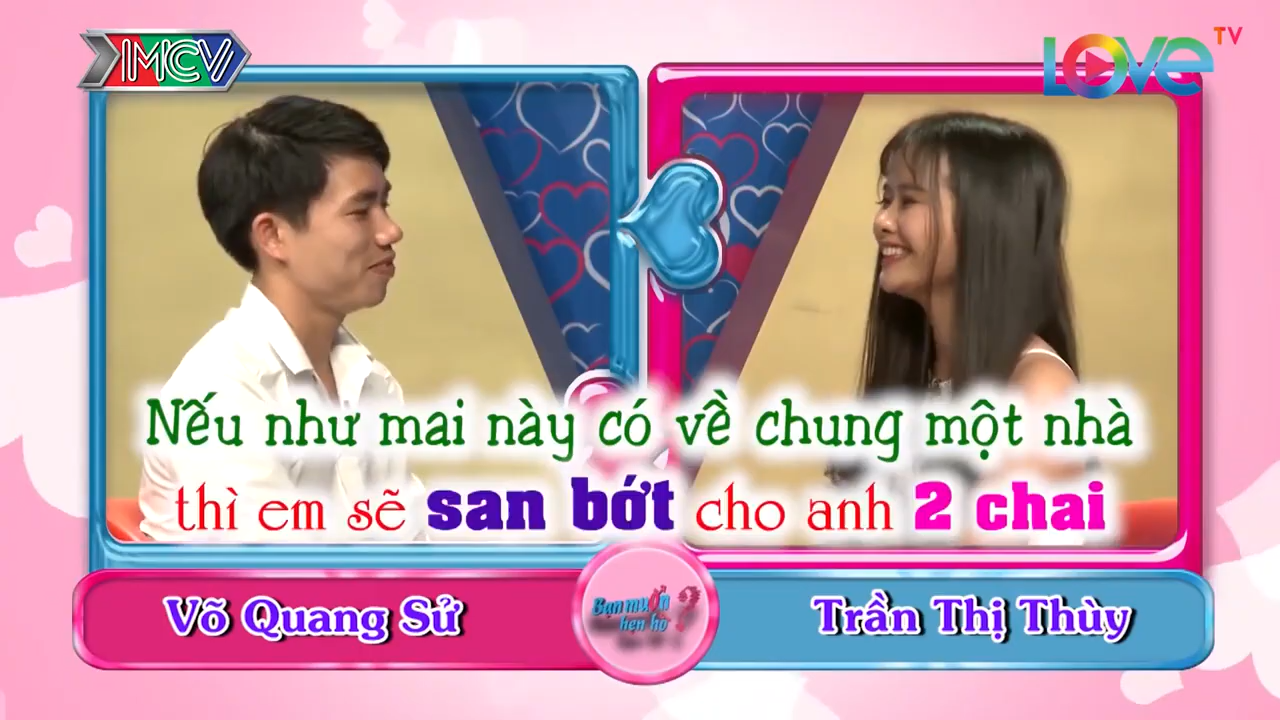 MCV
LOVE TV
Nếu như mai này có về chung một nhà
thì em sẽ san bớt cho anh 2 chai
Võ Quang Sử
Bạn muốn
hẹn hò ?
Trần Thị Thùy